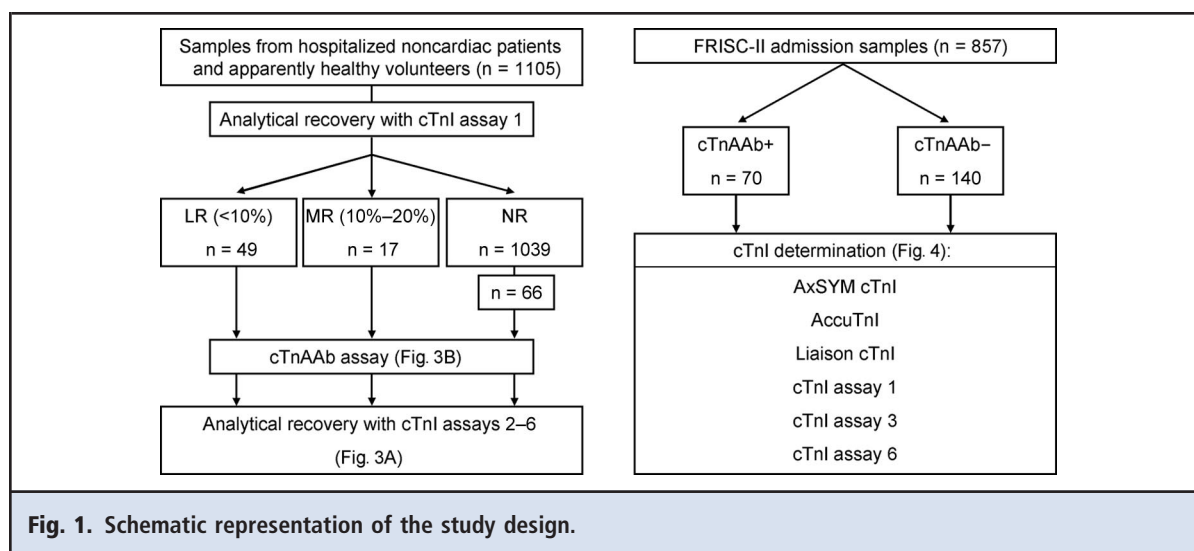 Samples from hospitalized noncardiac patients
and apparently healthy volunteers (n = 1105)
Analytical recovery with cTnI assay 1
LR (<10%)
n = 49
MR (10%–20%)
n = 17
NR
n = 1039
n = 66
cTnAAb assay (Fig. 3B)
Analytical recovery with cTnI assays 2–6
(Fig. 3A)
FRISC-II admission samples (n = 857)
cTnAAb+
n = 70
cTnAAb−
n = 140
cTnI determination (Fig. 4):
AxSYM cTnI
AccuTnI
Liaison cTnI
cTnI assay 1
cTnI assay 3
cTnI assay 6
Fig. 1. Schematic representation of the study design.